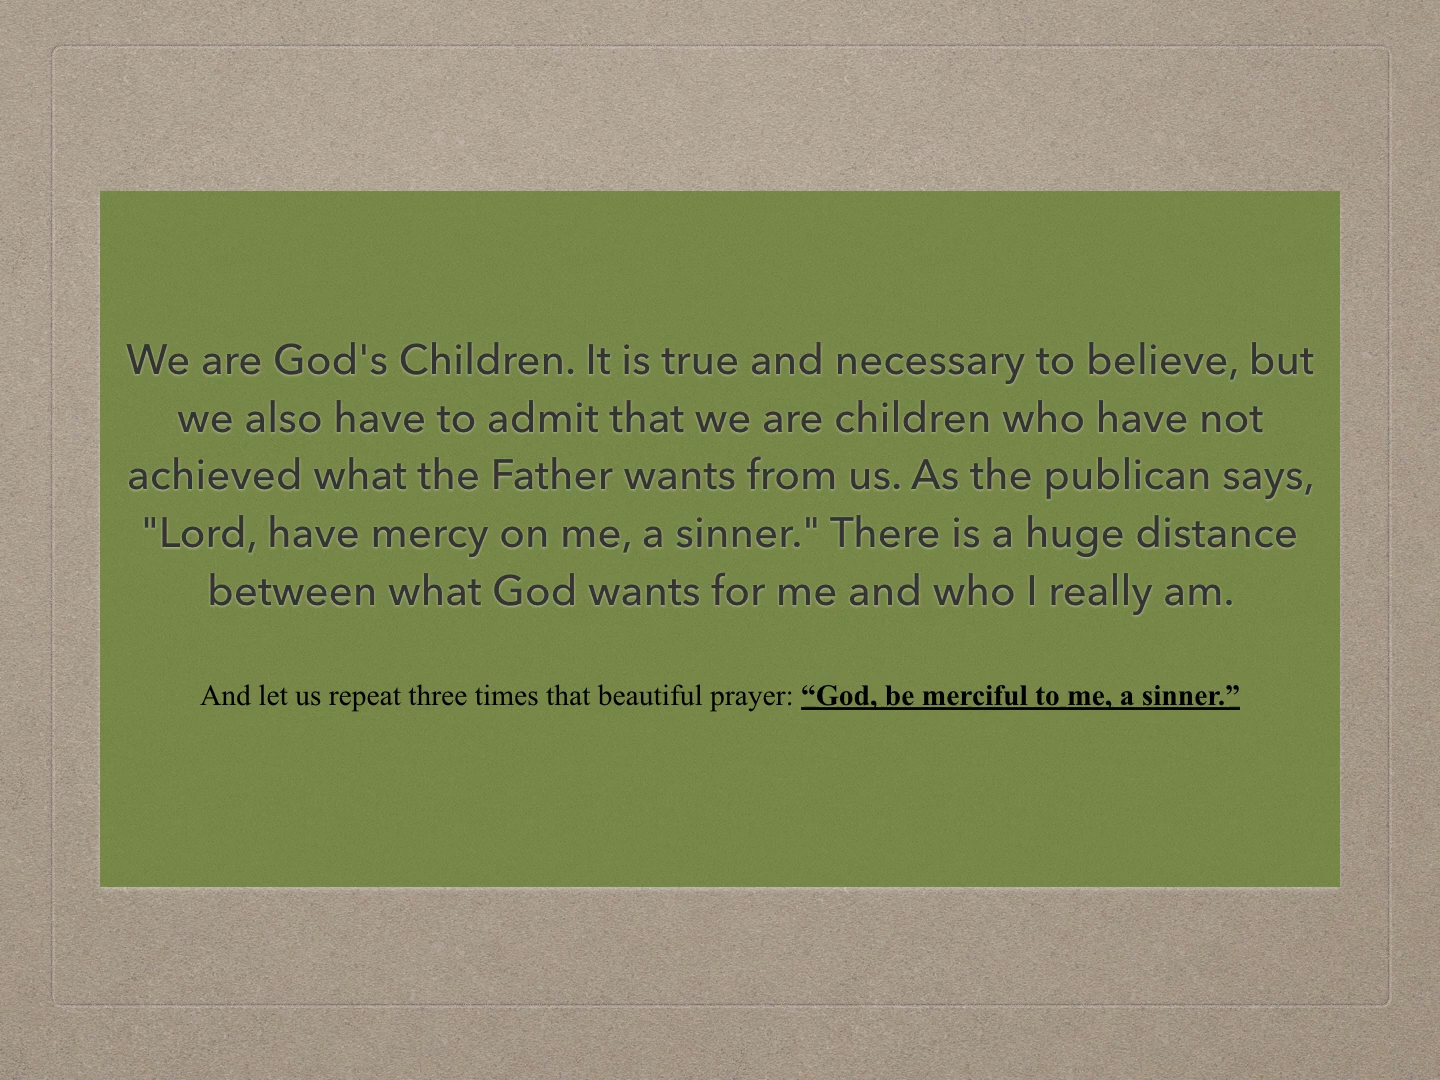 We are God's Children. It is true and necessary to believe, but
we also have to admit that we are children who have not
achieved what the Father wants from us. As the publican says,
"Lord, have mercy on me, a sinner." There is a huge distance
between what God wants for me and who I really am.
And let us repeat three times that beautiful prayer: “God, be merciful to me, a sinner.”